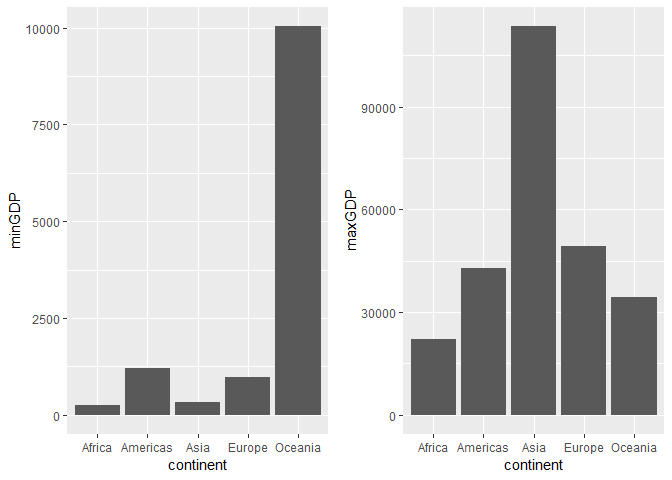 minGDP
10000
7500
5000
2500
0
Africa Americas Asia Europe Oceania
continent
maxGDP
90000
60000
30000
0
Africa Americas Asia Europe Oceania
continent